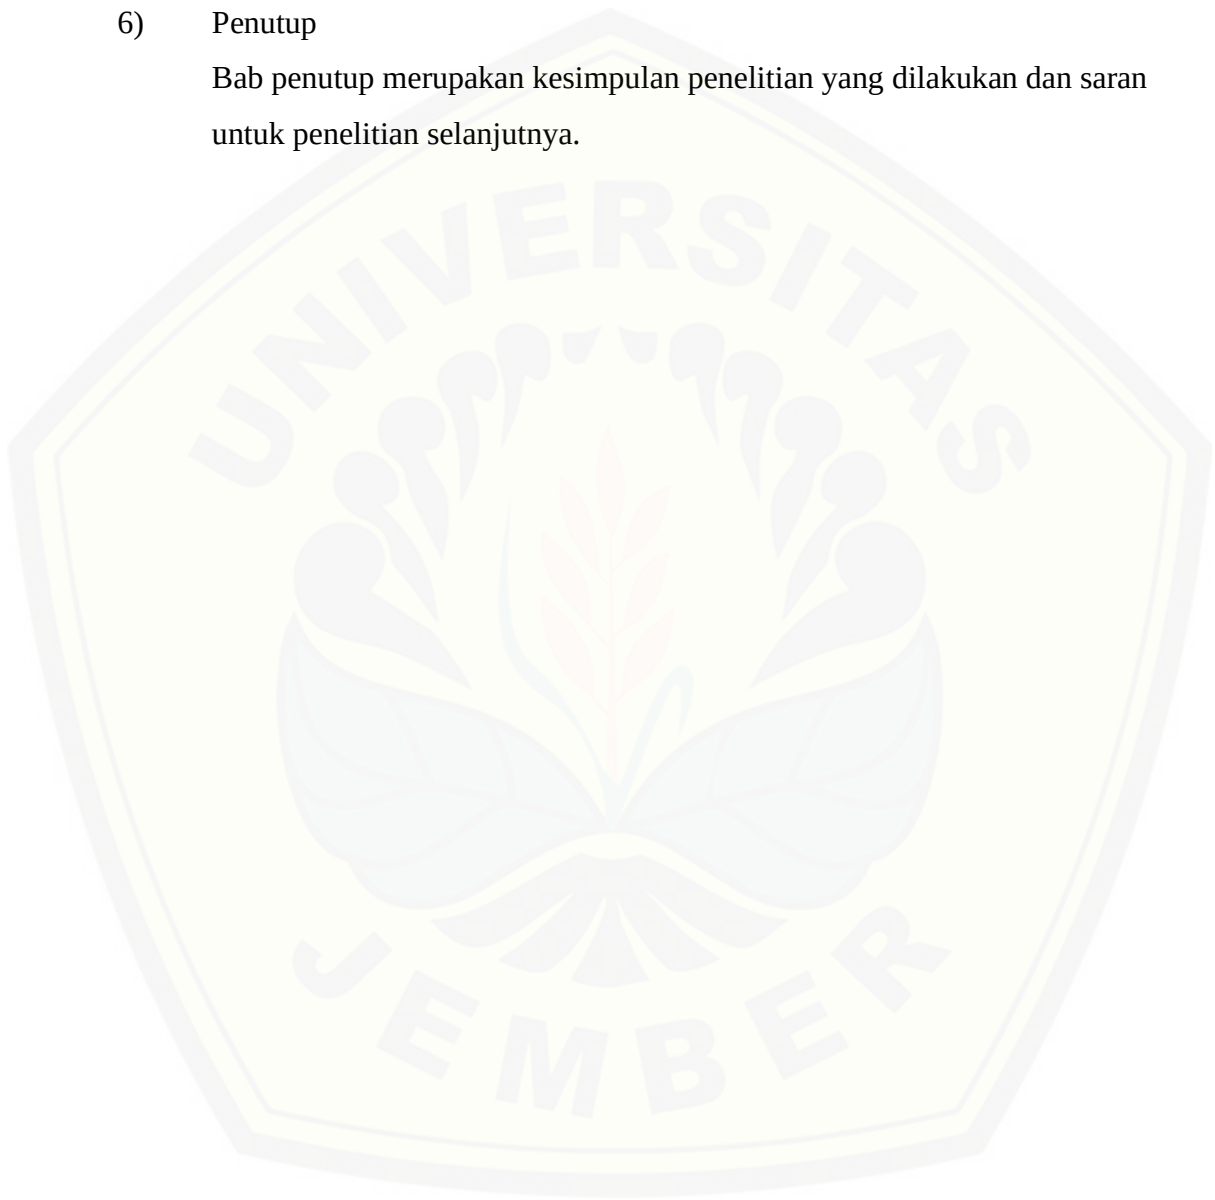 6) Penutup
Bab penutup merupakan kesimpulan penelitian yang dilakukan dan saran
untuk penelitian selanjutnya.
UNIVERSITAS
JEMBER